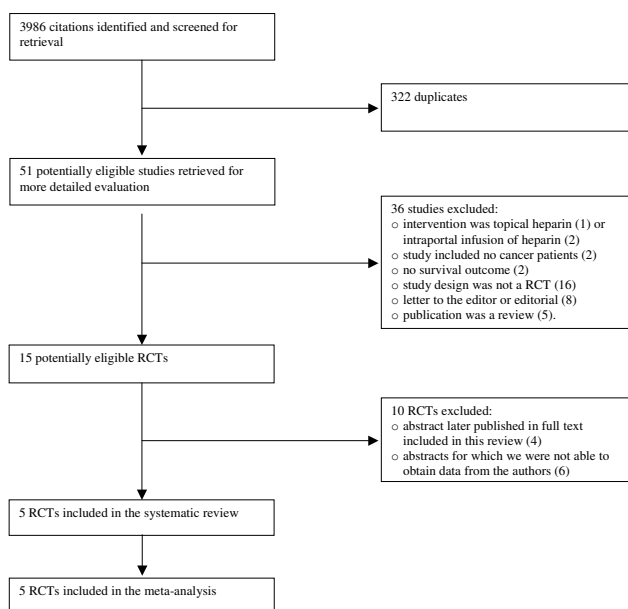 3986 citations identified and screened for
retrieval
322 duplicates
51 potentially eligible studies retrieved for
more detailed evaluation
36 studies excluded:
○ intervention was topical heparin (1) or
intraportal infusion of heparin (2)
○ study included no cancer patients (2)
○ no survival outcome (2)
○ study design was not a RCT (16)
○ letter to the editor or editorial (8)
○ publication was a review (5).
15 potentially eligible RCTs
10 RCTs excluded:
○ abstract later published in full text
included in this review (4)
○ abstracts for which we were not able to
obtain data from the authors (6)
5 RCTs included in the systematic review
5 RCTs included in the meta-analysis